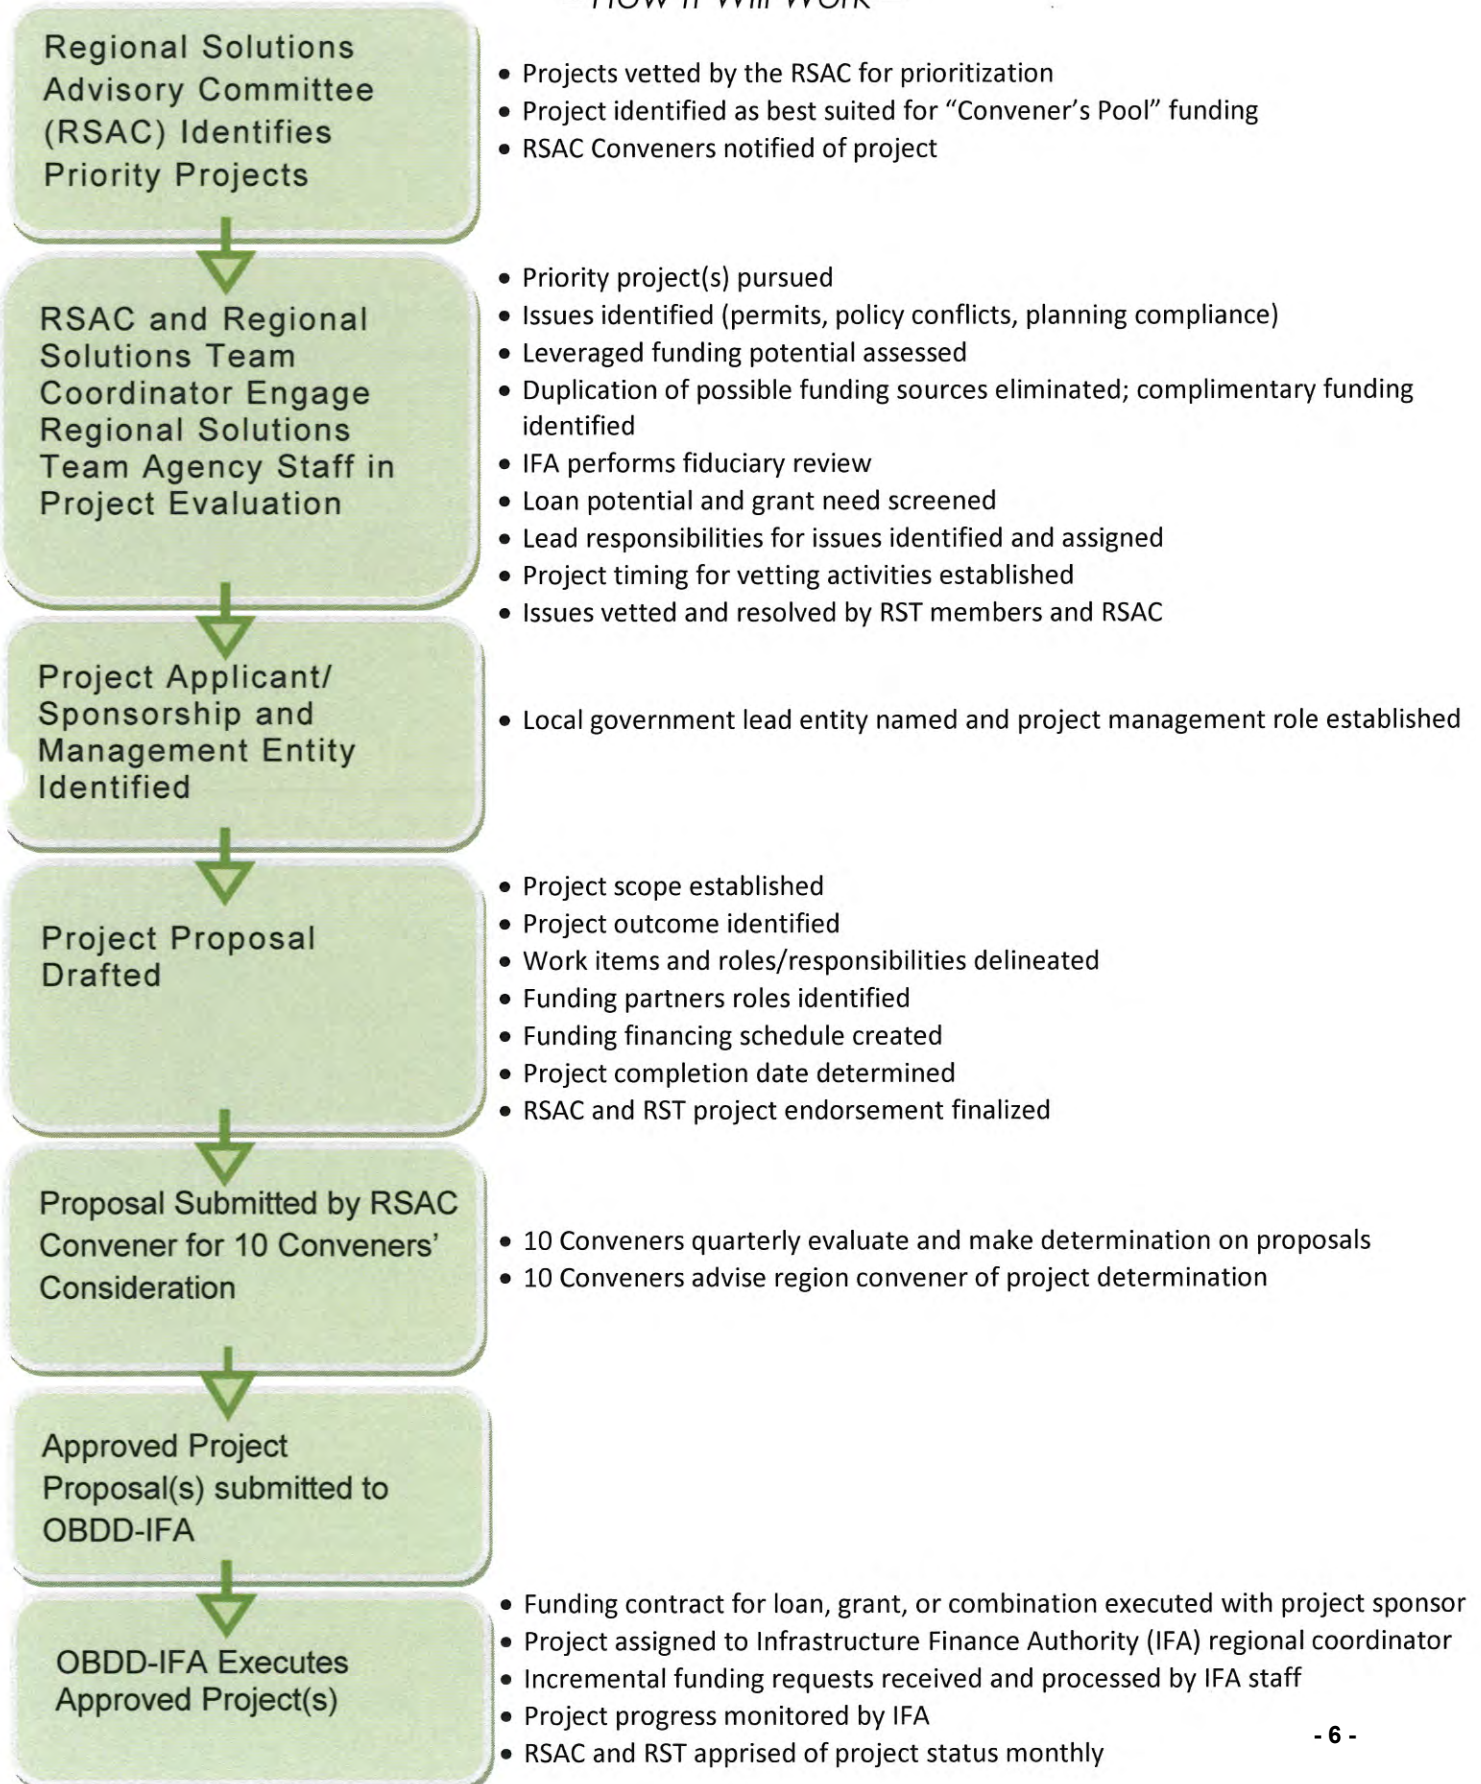 How It Will Work
Regional Solutions
Advisory Committee
(RSAC) Identifies
Priority Projects
• Projects vetted by the RSAC for prioritization
• Project identified as best suited for “Convener’s Pool” funding
• RSAC Conveners notified of project
RSAC and Regional
Solutions Team
Coordinator Engage
Regional Solutions
Team Agency Staff in
Project Evaluation
• Priority project(s) pursued
• Issues identified (permits, policy conflicts, planning compliance)
• Leveraged funding potential assessed
• Duplication of possible funding sources eliminated; complimentary funding
identified
• IFA performs fiduciary review
• Loan potential and grant need screened
• Lead responsibilities for issues identified and assigned
• Project timing for vetting activities established
• Issues vetted and resolved by RST members and RSAC
Project Applicant/
Sponsorship and
Management Entity
Identified
• Local government lead entity named and project management role established
Project Proposal
Drafted
• Project scope established
• Project outcome identified
• Work items and roles/responsibilities delineated
• Funding partners roles identified
• Funding financing schedule created
• Project completion date determined
• RSAC and RST project endorsement finalized
Proposal Submitted by RSAC
Convener for 10 Conveners’
Consideration
• 10 Conveners quarterly evaluate and make determination on proposals
• 10 Conveners advise region convener of project determination
Approved Project
Proposal(s) submitted to
OBDD-IFA
OBDD-IFA Executes
Approved Project(s)
• Funding contract for loan, grant, or combination executed with project sponsor
• Project assigned to Infrastructure Finance Authority (IFA) regional coordinator
• Incremental funding requests received and processed by IFA staff
• Project progress monitored by IFA
• RSAC and RST apprised of project status monthly
- 6 -